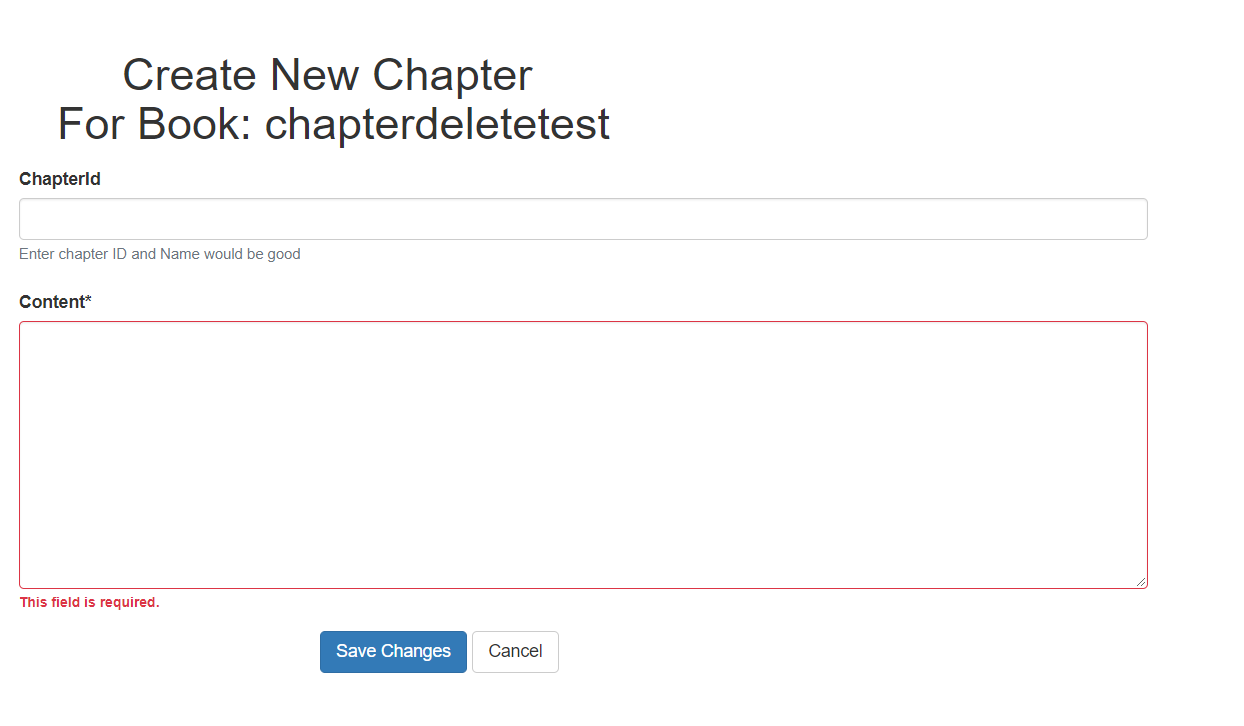 Create New Chapter
For Book: chapterdeletetest
ChapterId
Enter chapter ID and Name would be good
Content*
This field is required.
Save Changes Cancel